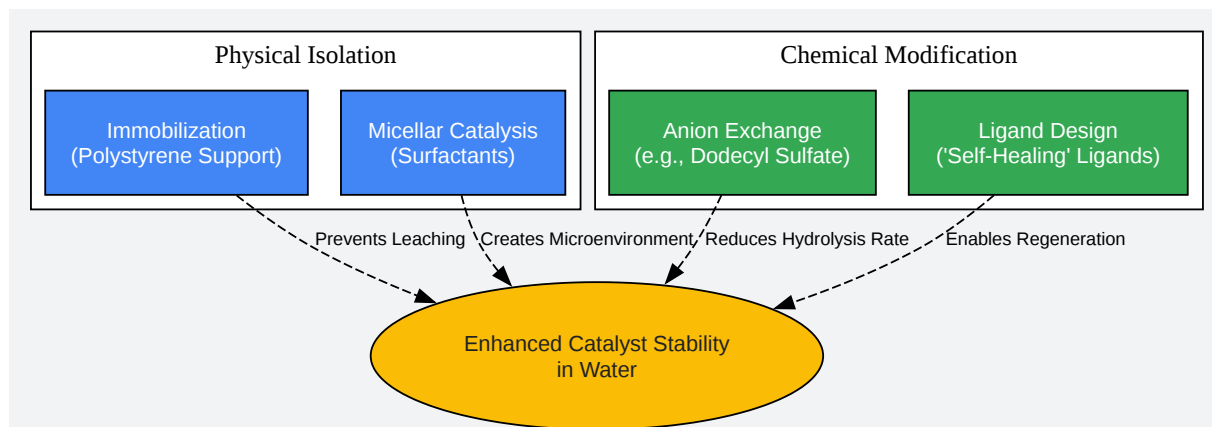 Physical Isolation
Chemical Modification
Immobilization
(Polystyrene Support)
Micellar Catalysis
(Surfactants)
Anion Exchange
(e.g., Dodecyl Sulfate)
Ligand Design
('Self-Healing' Ligands)
Prevents Leaching
Creates Microenvironment
Reduces Hydrolysis Rate
Enables Regeneration
Enhanced Catalyst Stability
in Water